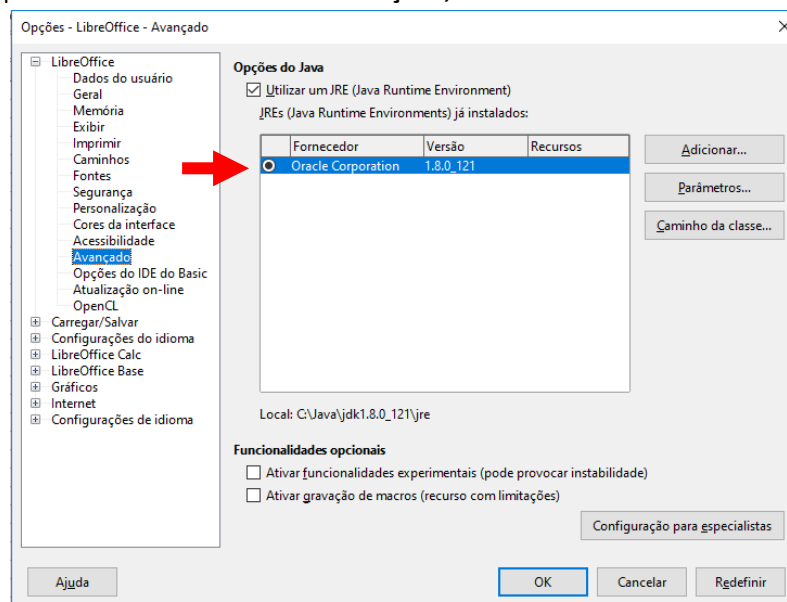 Opções - LibreOffice - Avançado
LibreOffice
Dados do usuário
Geral
Memória
Exibir
Imprimir
Caminhos
Fontes
Segurança
Personalização
Cores da interface
Acessibilidade
Avançado
Opções do IDE do Basic
Atualização on-line
OpenCL
Carregar/Salvar
Configurações do idioma
LibreOffice Calc
LibreOffice Base
Gráficos
Internet
Configurações de idioma
Opções do Java
Utilizar um JRE (Java Runtime Environment)
JREs (Java Runtime Environments) já instalados:
Fornecedor Versão Recursos
Oracle Corporation 1.8.0_121
Adicionar...
Parâmetros...
Caminho da classe...
Local: C:\Java\jdk1.8.0_121\jre
Funcionalidades opcionais
Ativar funcionalidades experimentais (pode provocar instabilidade)
Ativar gravação de macros (recurso com limitações)
Configuração para especialistas
Ajuda OK Cancelar Redefinir